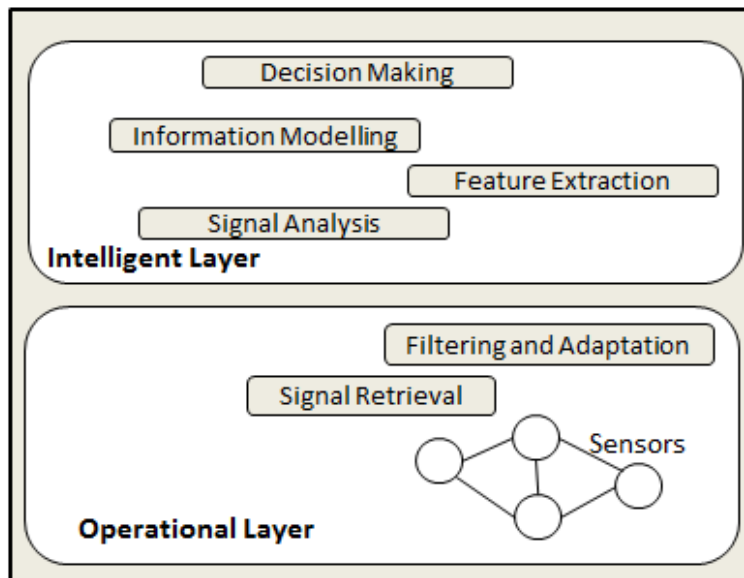 Decision Making
Information Modelling
Feature Extraction
Signal Analysis
Intelligent Layer
Filtering and Adaptation
Signal Retrieval
Sensors
Operational Layer